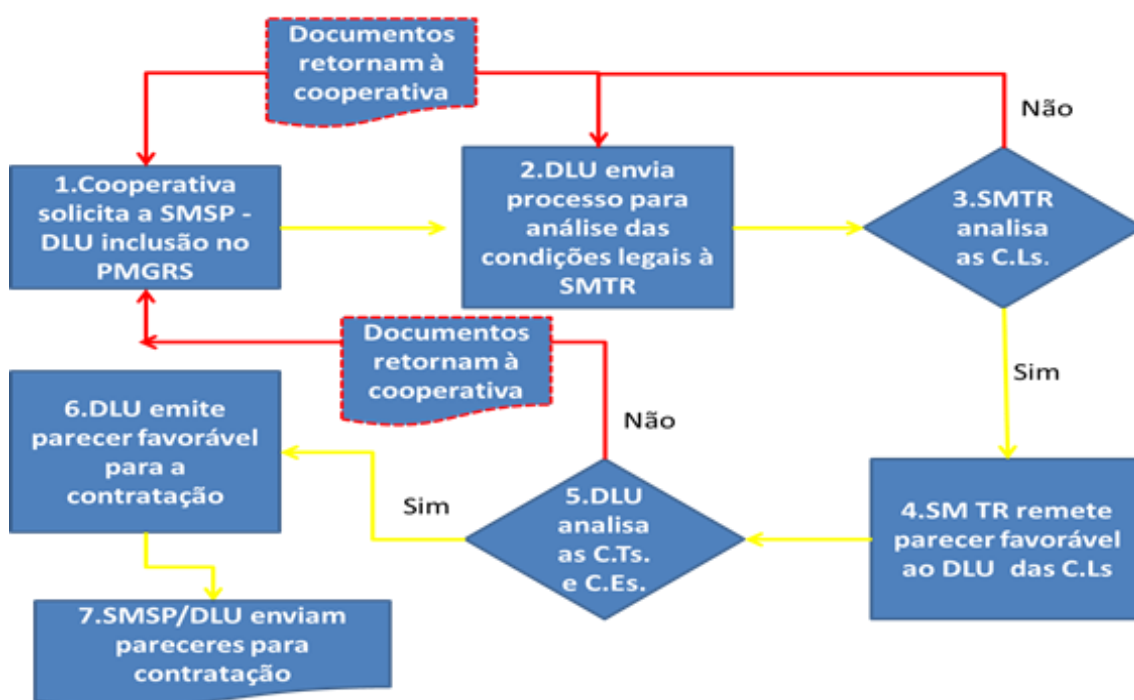 Documentos
retornam à
cooperativa
Não
1.Cooperativa
solicita a SMSP -
DLU inclusão no
PMGRS
2.DLU envia
processo para
análise das
condições legais à
SMTR
3.SMTR
analisa
as C.Ls.
Sim
Documentos
retornam à
cooperativa
Não
4.SM TR remete
parecer favorável
ao DLU das C.Ls
5.DLU
analisa
as C.Ts.
e C.Es.
Sim
6.DLU emite
parecer favorável
para a
contratação
7.SMSP/DLU enviam
pareceres para
contratação